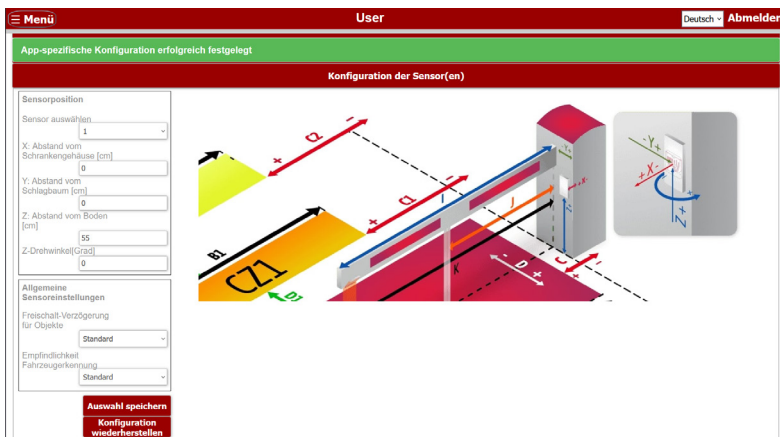 ☰ Menü
User
Deutsch
Abmelden
App-spezifische Konfiguration erfolgreich festgelegt
Konfiguration der Sensor(en)
Sensorposition
Sensor auswählen
1
X: Abstand vom
Schrankengehäuse [cm]
0
Y: Abstand vom
Schlagbaum [cm]
0
Z: Abstand vom Boden
[cm]
55
Z-Drehwinkel[Grad]
0
Allgemeine
Sensoreinstellungen
Freischalt-Verzögerung
für Objekte
Standard
Empfindlichkeit
Fahrzeugerkennung
Standard
Auswahl speichern
Konfiguration
wiederherstellen
+ C2 -
+ C1 -
I
J
K
B1
CZ1
D1
- D +
+ C -
-Y+
+X-
-Y+
+X-
Z